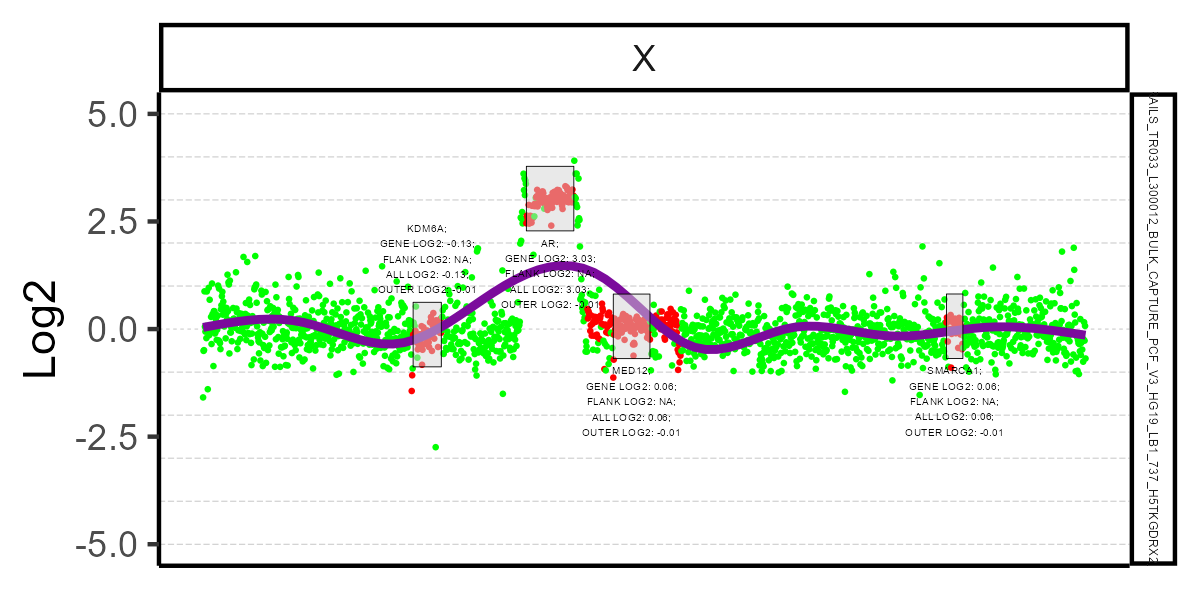 X
Log2
5.0
2.5
0.0
-2.5
-5.0
KDM6A;
GENE LOG2: -0.13;
FLANK LOG2: NA;
ALL LOG2: -0.13;
OUTER LOG2: -0.01
AR;
GENE LOG2: 3.03;
FLANK LOG2: NA;
ALL LOG2: 3.03;
OUTER LOG2: -0.01
MED12;
GENE LOG2: 0.06;
FLANK LOG2: NA;
ALL LOG2: 0.06;
OUTER LOG2: -0.01
SMARCA1;
GENE LOG2: 0.06;
FLANK LOG2: NA;
ALL LOG2: 0.06;
OUTER LOG2: -0.01
AILS_TR033_L300012_BULK_CAPTURE_PCF_V3_HG19_LB1_737_H5TKGDRX2